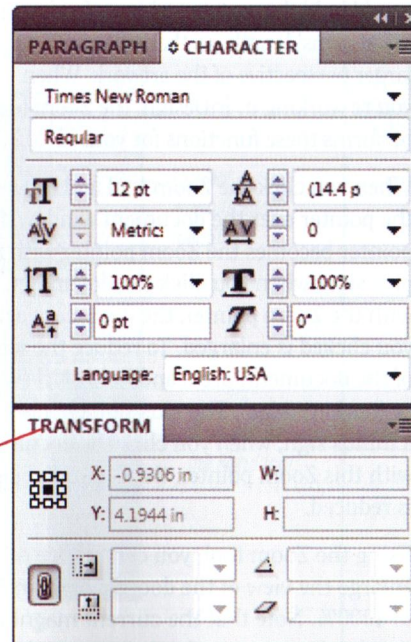 PARAGRAPH CHARACTER
Times New Roman
Regular
12 pt (14.4 p
Metrics 0
100% 100%
0 pt 0°
Language: English: USA
TRANSFORM
X: -0.9306 in W:
Y: 4.1944 in H: